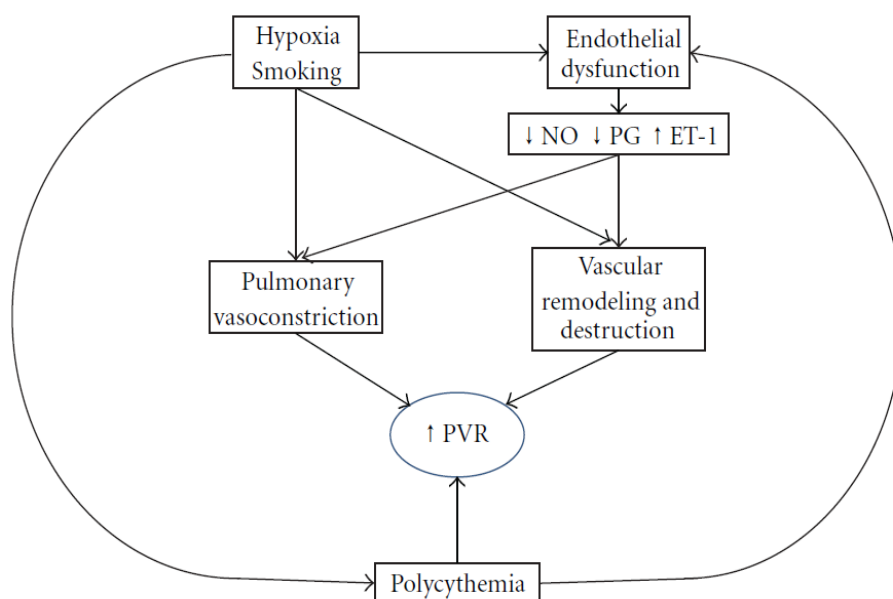 Hypoxia
Smoking
Endothelial
dysfunction
↓ NO ↓ PG ↑ ET-1
Pulmonary
vasoconstriction
Vascular
remodeling and
destruction
↑ PVR
Polycythemia